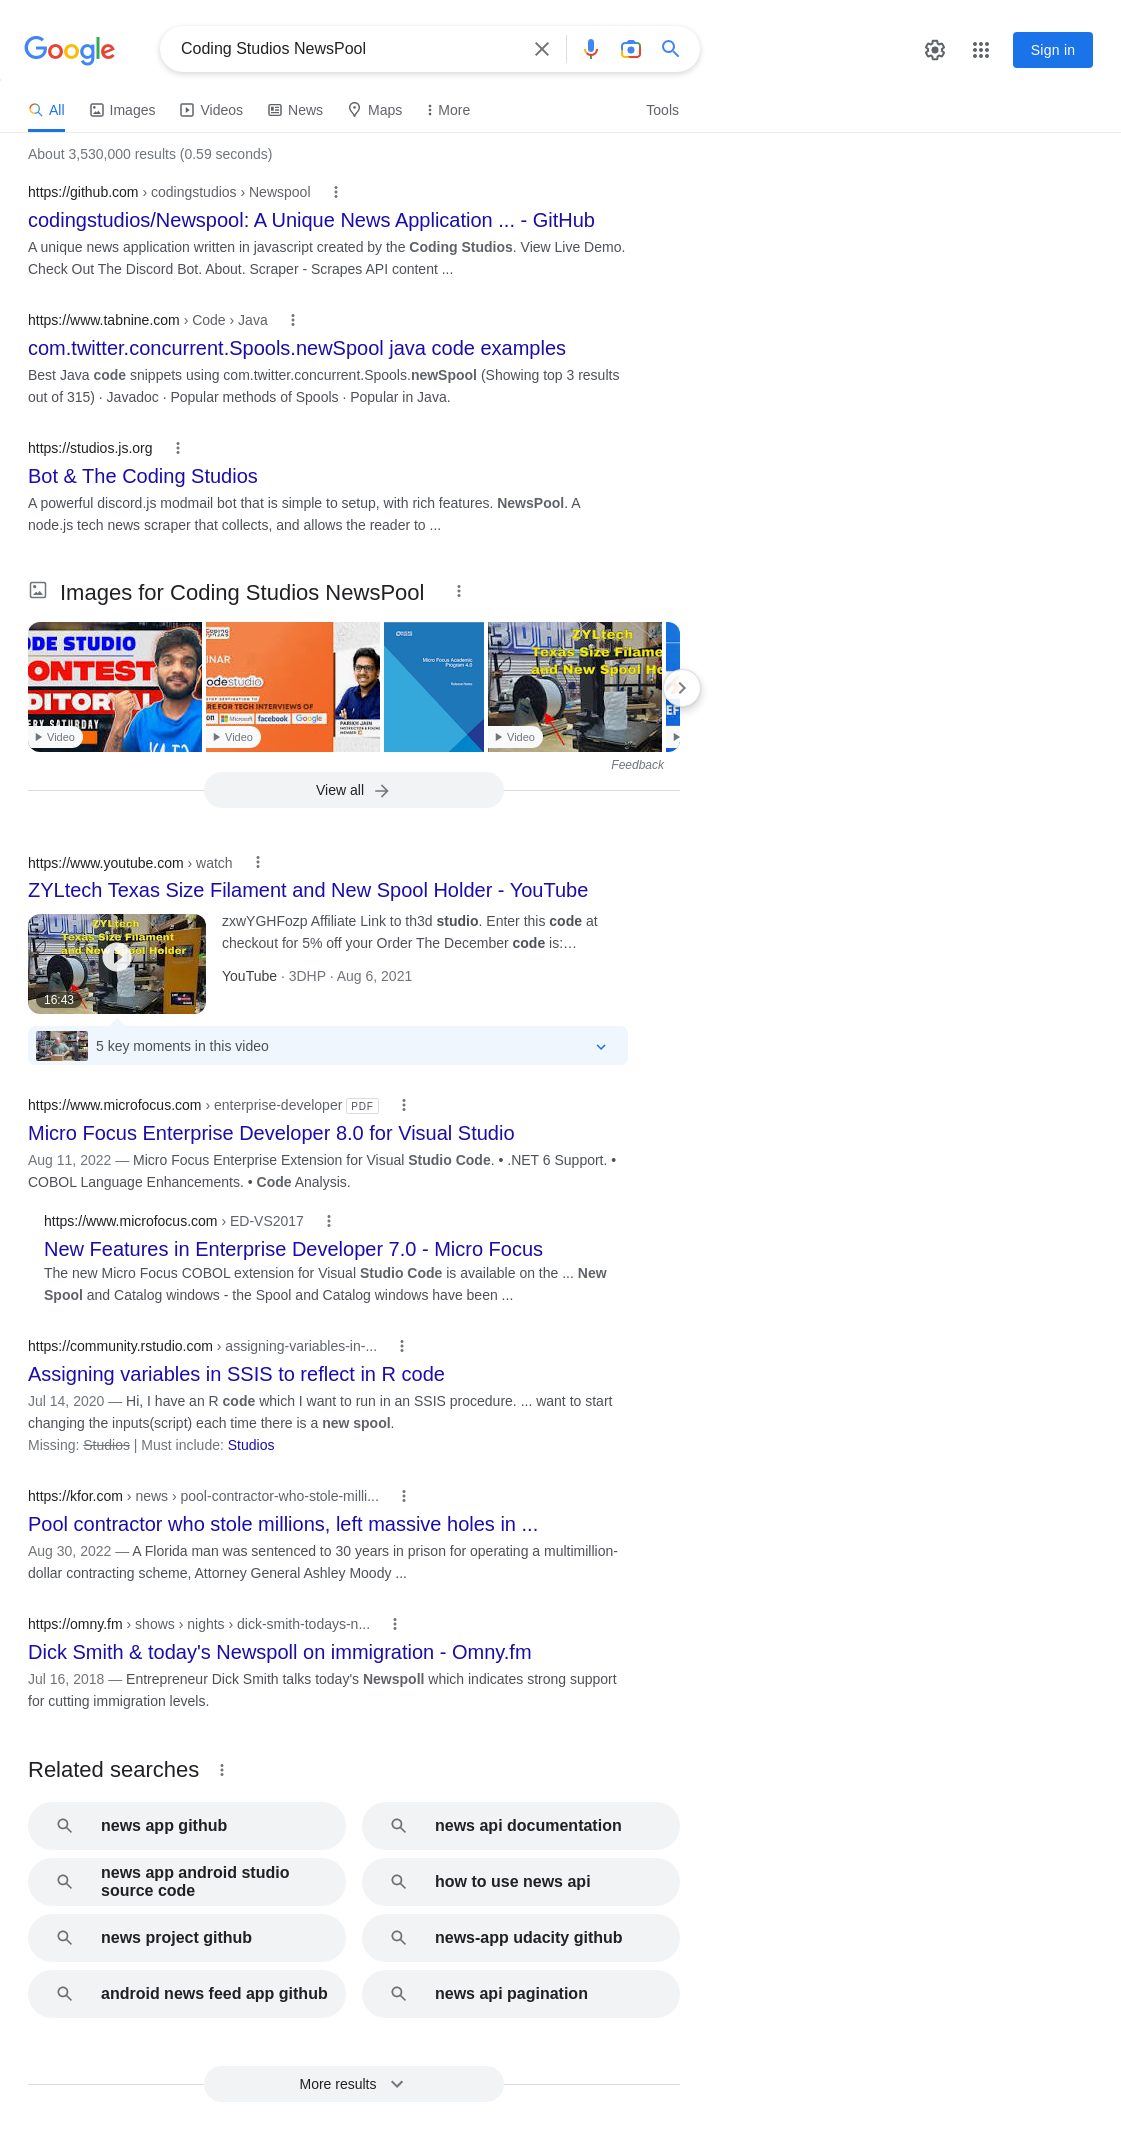 Google
Coding Studios NewsPool
Sign in
All
Images
Videos
News
Maps
More
Tools
About 3,530,000 results (0.59 seconds)
https://github.com › codingstudios › Newspool
codingstudios/Newspool: A Unique News Application ... - GitHub
A unique news application written in javascript created by the Coding Studios. View Live Demo.
Check Out The Discord Bot. About. Scraper - Scrapes API content ...
https://www.tabnine.com › Code › Java
com.twitter.concurrent.Spools.newSpool java code examples
Best Java code snippets using com.twitter.concurrent.Spools.newSpool (Showing top 3 results
out of 315) · Javadoc · Popular methods of Spools · Popular in Java.
https://studios.js.org
Bot & The Coding Studios
A powerful discord.js modmail bot that is simple to setup, with rich features. NewsPool. A
node.js tech news scraper that collects, and allows the reader to ...
Images for Coding Studios NewsPool
ODE STUDIO
ONTEST
DITORIAL
RY SATURDAY
Video
INAR
codestudio
RE FOR TECH INTERVIEWS OF
Microsoft
facebook
Google
PARIKH JAIN
Video
Micro Focus Academic
Program 4.0
Release Notes
ZYLtech
Texas Size Filame
and New Spool Ho
Video
Feedback
View all
https://www.youtube.com › watch
ZYLtech Texas Size Filament and New Spool Holder - YouTube
ZYLtech
Texas Size Filament
and New Spool Holder
16:43
zxwYGHFozp Affiliate Link to th3d studio. Enter this code at
checkout for 5% off your Order The December code is:…
YouTube · 3DHP · Aug 6, 2021
5 key moments in this video
https://www.microfocus.com › enterprise-developer PDF
Micro Focus Enterprise Developer 8.0 for Visual Studio
Aug 11, 2022 — Micro Focus Enterprise Extension for Visual Studio Code. • .NET 6 Support. •
COBOL Language Enhancements. • Code Analysis.
https://www.microfocus.com › ED-VS2017
New Features in Enterprise Developer 7.0 - Micro Focus
The new Micro Focus COBOL extension for Visual Studio Code is available on the ... New
Spool and Catalog windows - the Spool and Catalog windows have been ...
https://community.rstudio.com › assigning-variables-in-...
Assigning variables in SSIS to reflect in R code
Jul 14, 2020 — Hi, I have an R code which I want to run in an SSIS procedure. ... want to start
changing the inputs(script) each time there is a new spool.
Missing: Studios | Must include: Studios
https://kfor.com › news › pool-contractor-who-stole-milli...
Pool contractor who stole millions, left massive holes in ...
Aug 30, 2022 — A Florida man was sentenced to 30 years in prison for operating a multimillion-
dollar contracting scheme, Attorney General Ashley Moody ...
https://omny.fm › shows › nights › dick-smith-todays-n...
Dick Smith & today's Newspoll on immigration - Omny.fm
Jul 16, 2018 — Entrepreneur Dick Smith talks today's Newspoll which indicates strong support
for cutting immigration levels.
Related searches
news app github
news api documentation
news app android studio
source code
how to use news api
news project github
news-app udacity github
android news feed app github
news api pagination
More results